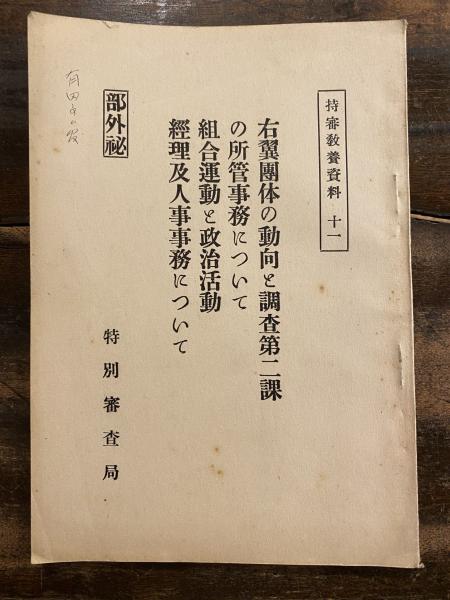 持審教養資料 十一
右翼團体の動向と調査第二課
の所管事務について
組合運動と政治活動
經理及人事事務について
部外祕
特別審査局